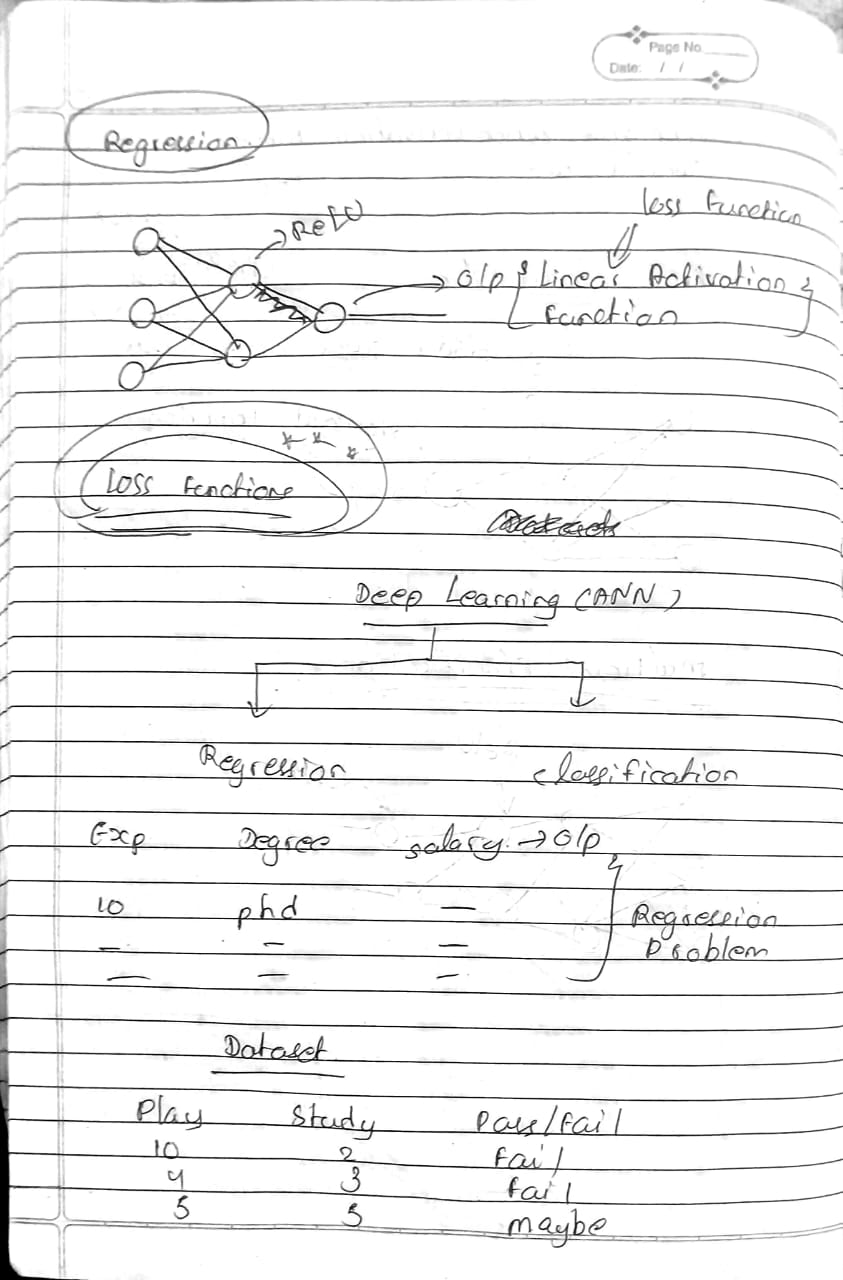 Page No
Date: / /
Regression
ReLU
loss function
O/p { Linear Activation }
function
Loss functions
Deep Learning (ANN)
Regression classification
Exp Degree salary → O/p
10 phd —
— — — Regression
— — — Problem
Dataset
Play Study Pass/fail
10 2 fail
4 3 fail
5 5 maybe